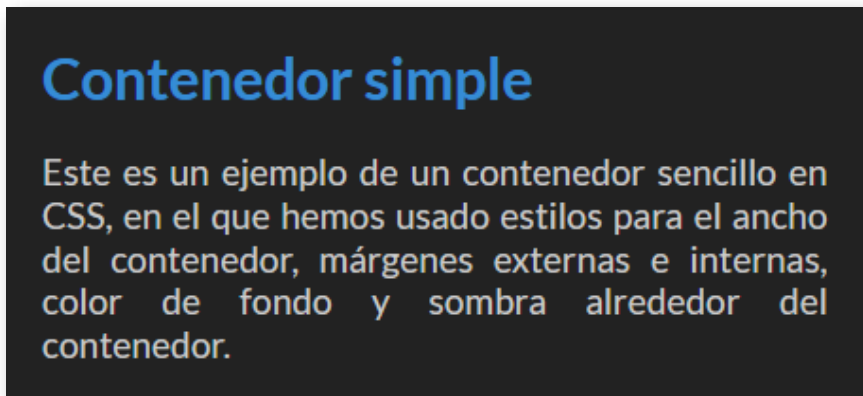 Contenedor simple
Este es un ejemplo de un contenedor sencillo en
CSS, en el que hemos usado estilos para el ancho
del contenedor, márgenes externas e internas,
color de fondo y sombra alrededor del
contenedor.